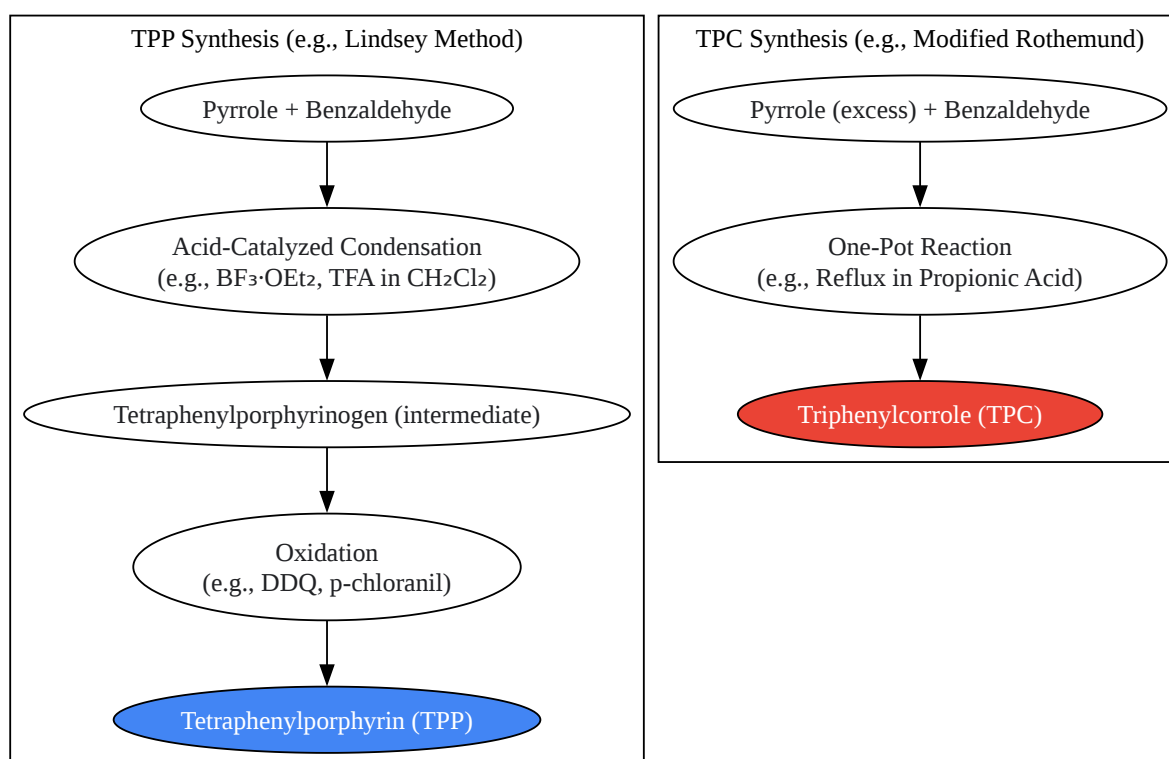 TPP Synthesis (e.g., Lindsey Method)
Pyrrole + Benzaldehyde
Acid-Catalyzed Condensation
(e.g., BF₃·OEt₂, TFA in CH₂Cl₂)
Tetraphenylporphyrinogen (intermediate)
Oxidation
(e.g., DDQ, p-chloranil)
Tetraphenylporphyrin (TPP)
TPC Synthesis (e.g., Modified Rothemund)
Pyrrole (excess) + Benzaldehyde
One-Pot Reaction
(e.g., Reflux in Propionic Acid)
Triphenylcorrole (TPC)